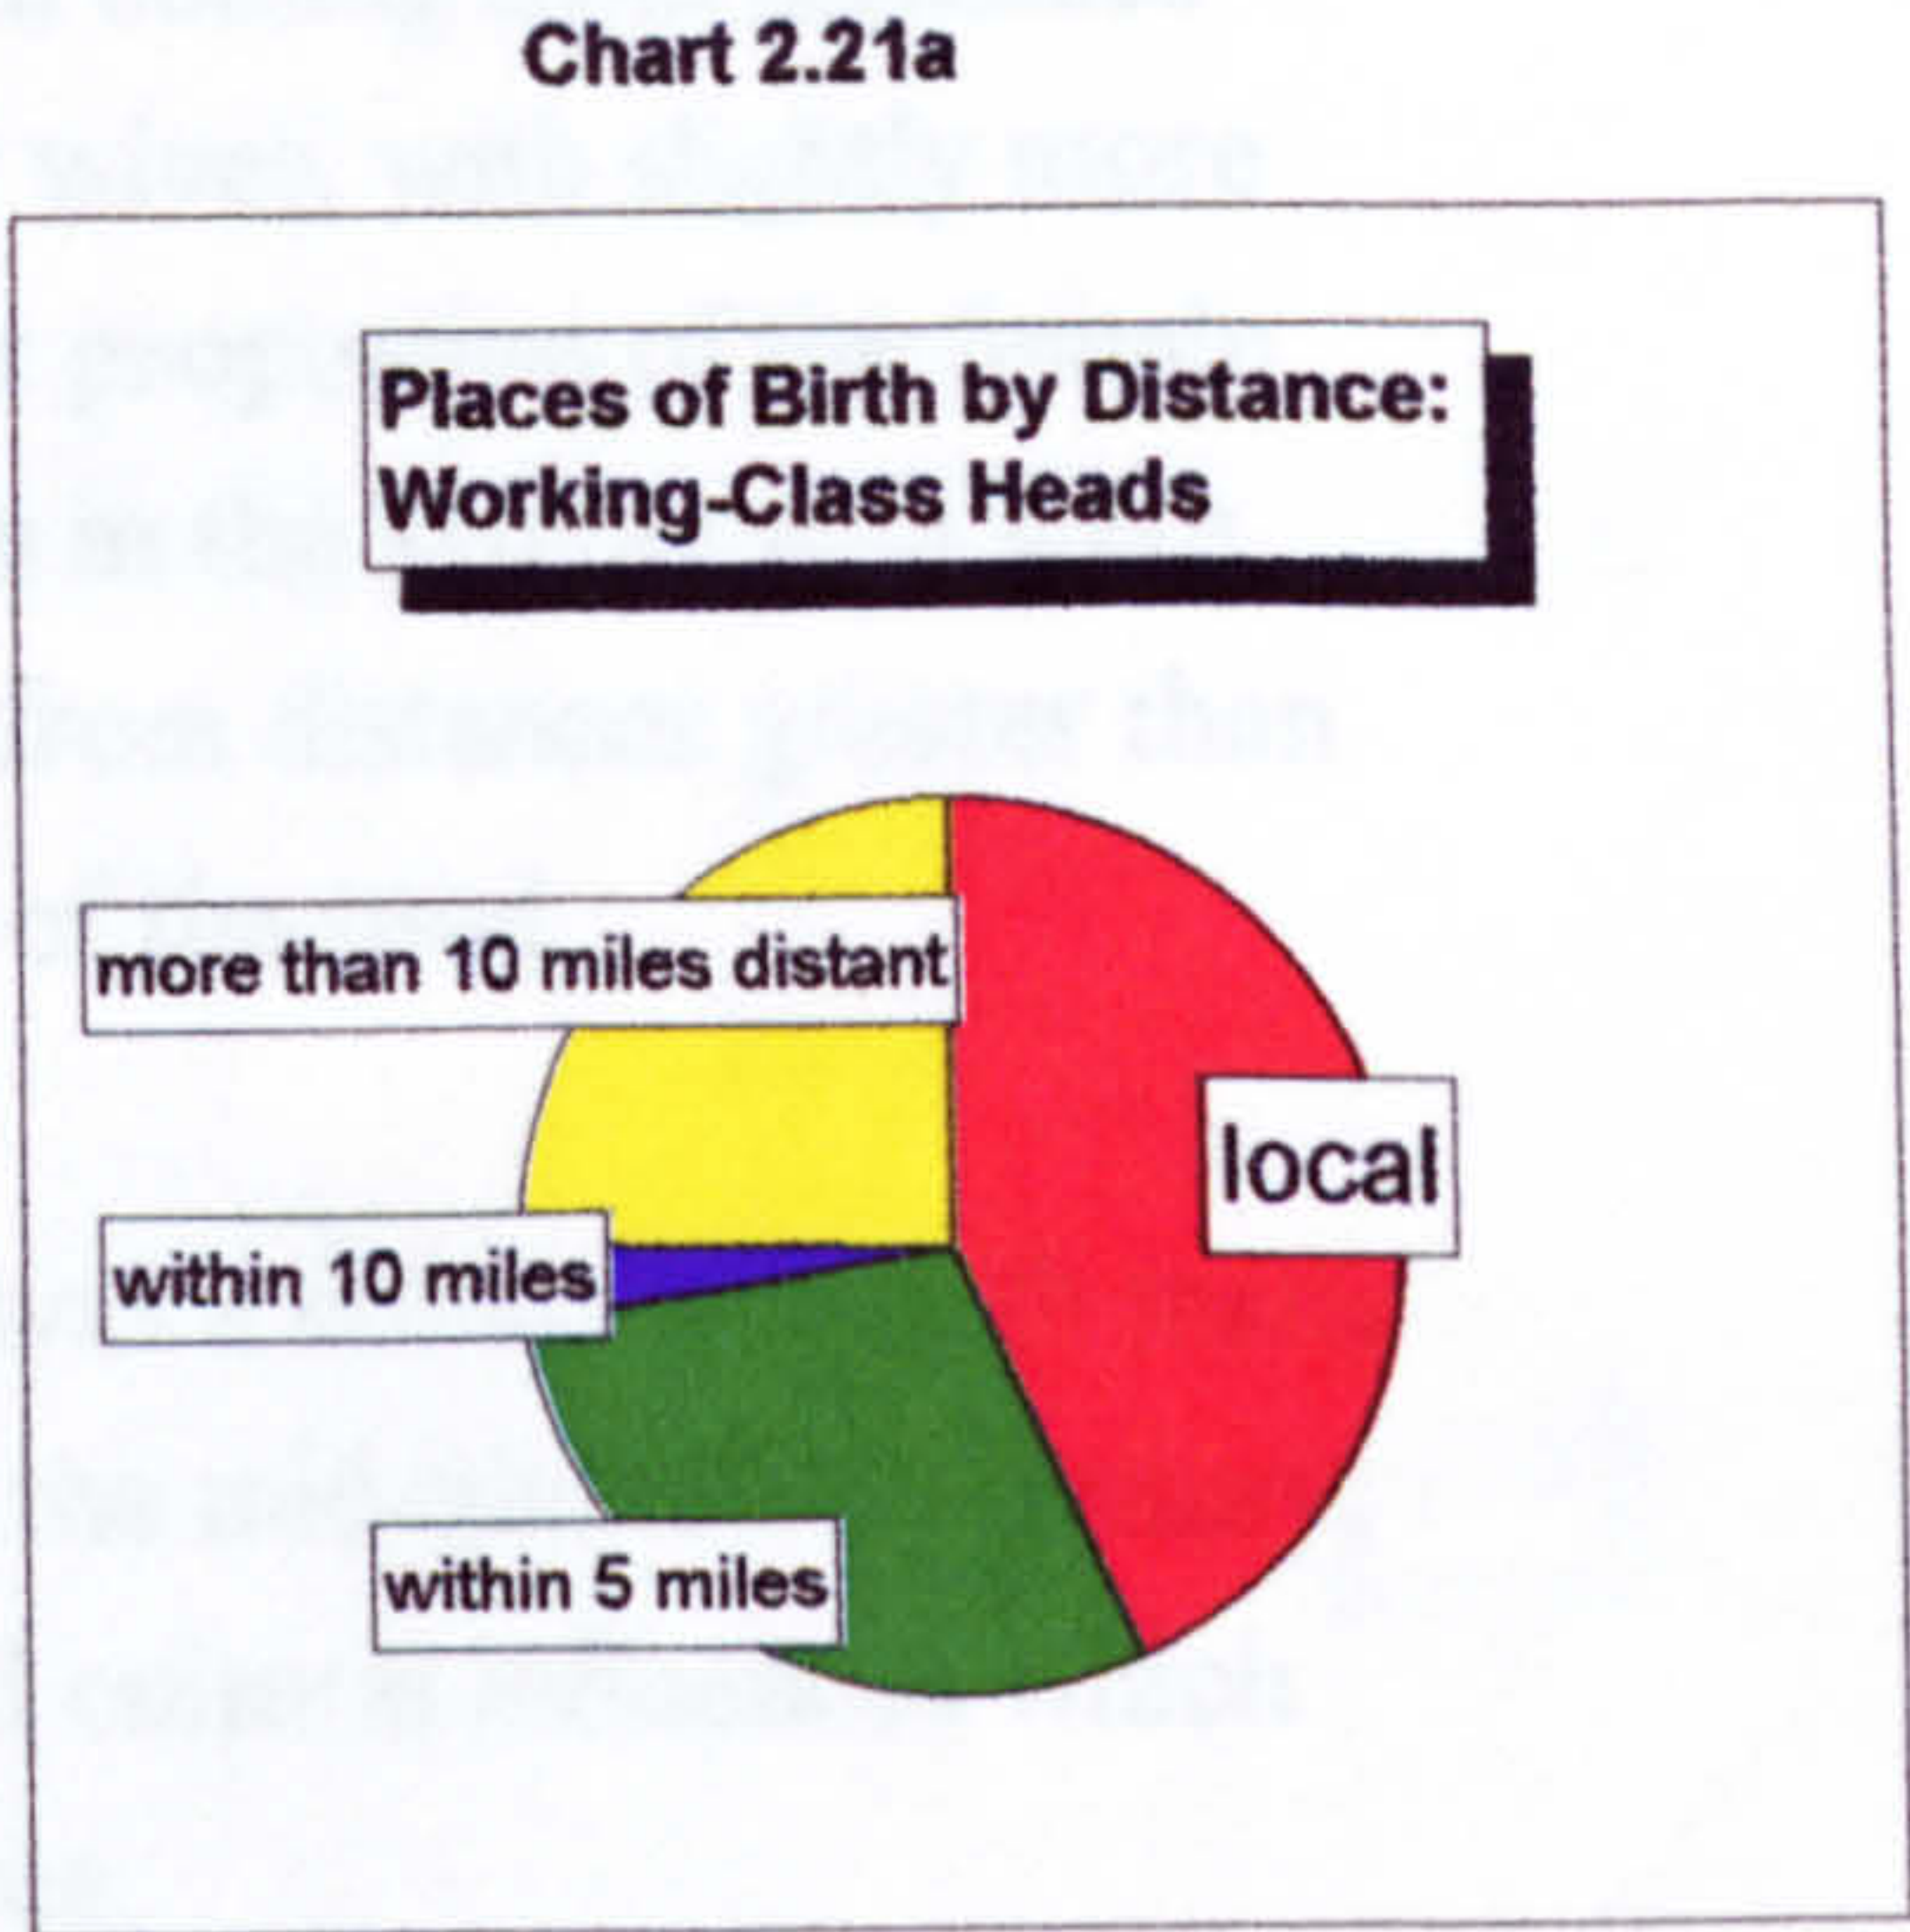 Chart 2.21a
Places of Birth by Distance:
Working-Class Heads
more than 10 miles distant
local
within 10 miles
within 5 miles